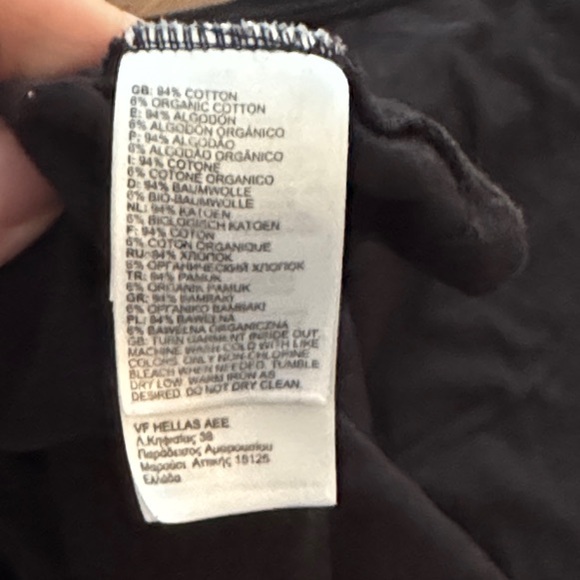 GB: 94% COTTON
6% ORGANIC COTTON
E: 94% ALGODÓN
6% ALGODÓN ORGÁNICO
P: 94% ALGODÃO
6% ALGODÃO ORGÂNICO
I: 94% COTONE
6% COTONE ORGANICO
D: 94% BAUMWOLLE
6% BIO-BAUMWOLLE
NL: 94% KATOEN
6% BIOLOGISCH KATOEN
F: 94% COTON
6% COTON ORGANIQUE
RU: 94% ХЛОПОК
6% ОРГАНИЧЕСКИЙ ХЛОПОК
TR: 94% PAMUK
6% ORGANIK PAMUK
GR: 94% BAMBAKI
6% ΟΡΓΑΝΙΚΟ ΒΑΜΒΑΚΙ
PL: 94% BAWEŁNA
6% BAWEŁNA ORGANICZNA
GB: TURN GARMENT INSIDE OUT.
MACHINE WASH COLD WITH LIKE
COLORS. ONLY NON-CHLORINE
BLEACH WHEN NEEDED. TUMBLE
DRY LOW. WARM IRON AS
DESIRED. DO NOT DRY CLEAN.
VF HELLAS AEE
Λ.Κηφισίας 38
Παράδεισος Αμαρουσίου
Μαρούσι Αττικής 15125
Ελλάδα